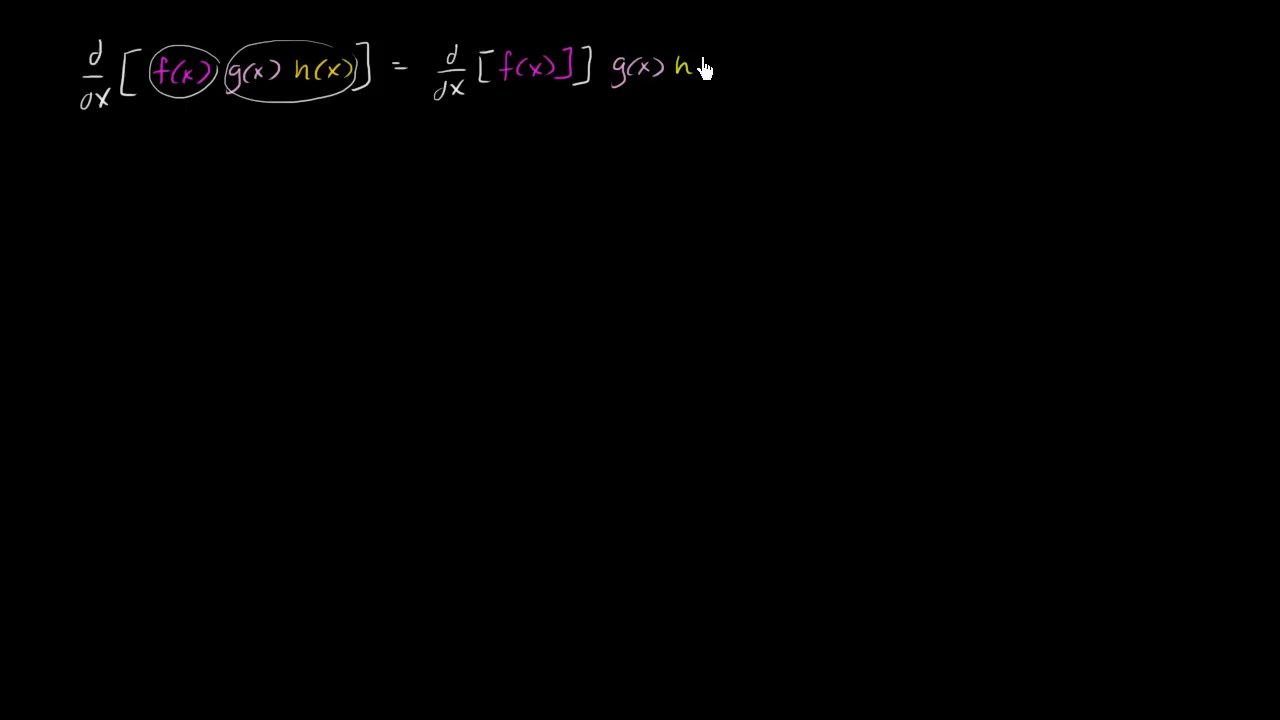 d/dx [ f(x) g(x) h(x) ] = d/dx [ f(x) ] ] g(x) h